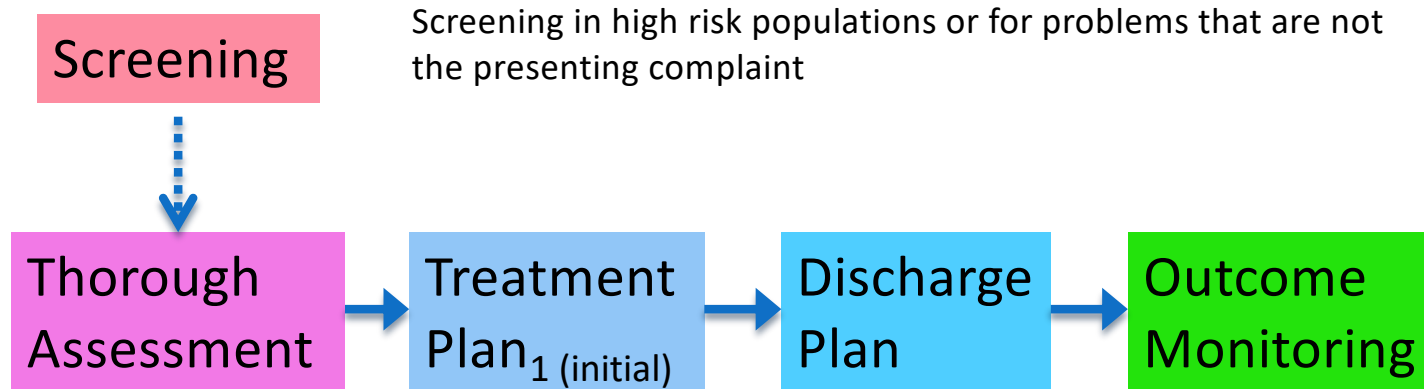 Screening
Screening in high risk populations or for problems that are not
the presenting complaint
Thorough
Assessment
Treatment
Plan1 (initial)
Discharge
Plan
Outcome
Monitoring